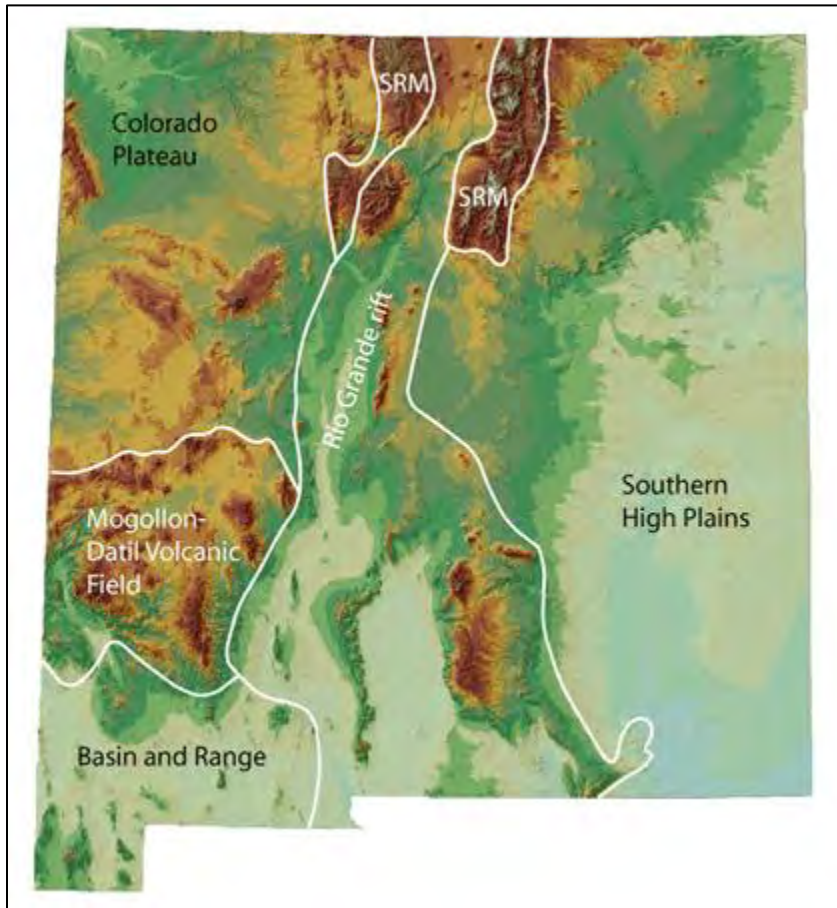 SRM
Colorado
Plateau
SRM
Rio Grande rift
Southern
High Plains
Mogollon-
Datil Volcanic
Field
Basin and Range